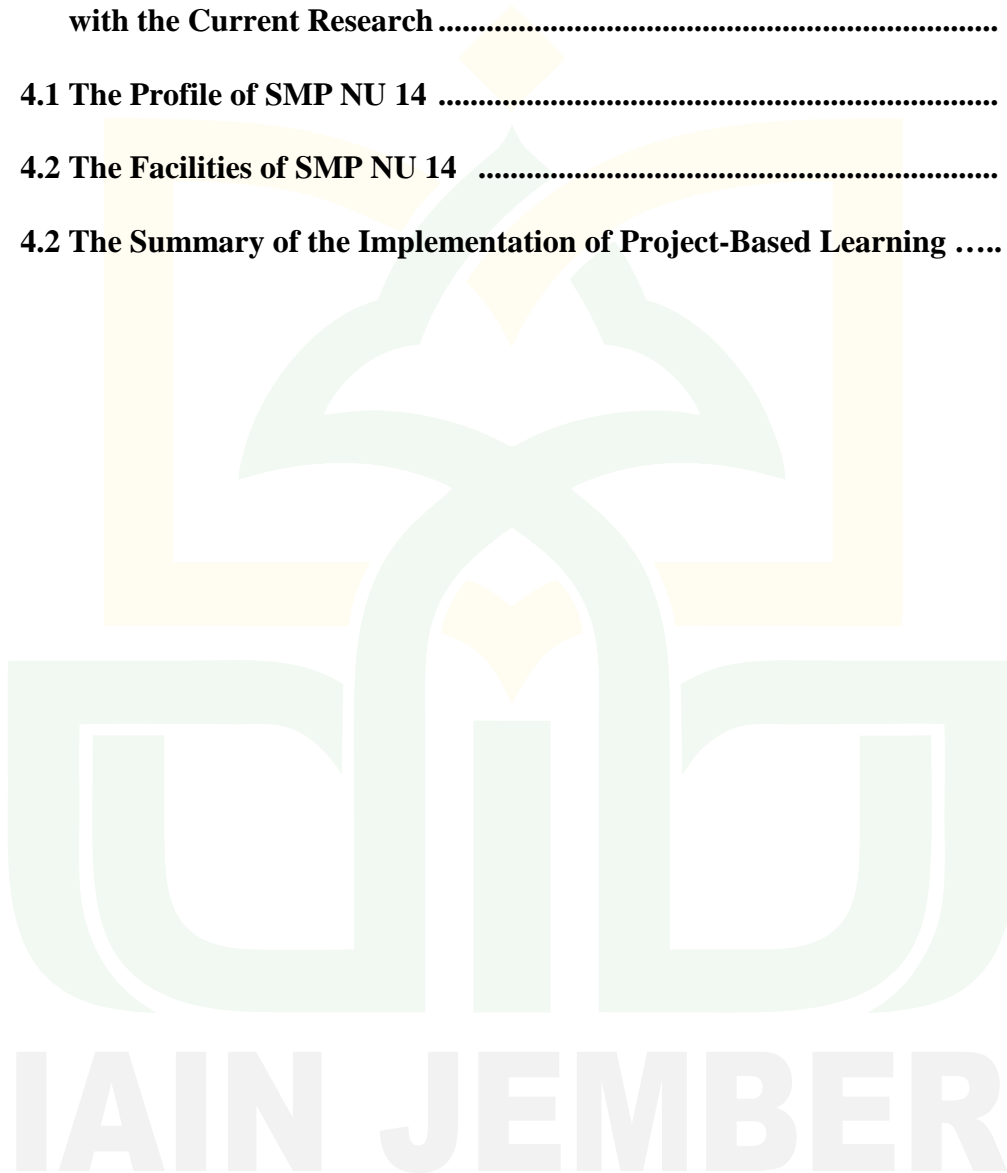 with the Current Research ......................................................................
4.1 The Profile of SMP NU 14 ......................................................................
4.2 The Facilities of SMP NU 14 .................................................................
4.2 The Summary of the Implementation of Project-Based Learning …..
IAIN JEMBER